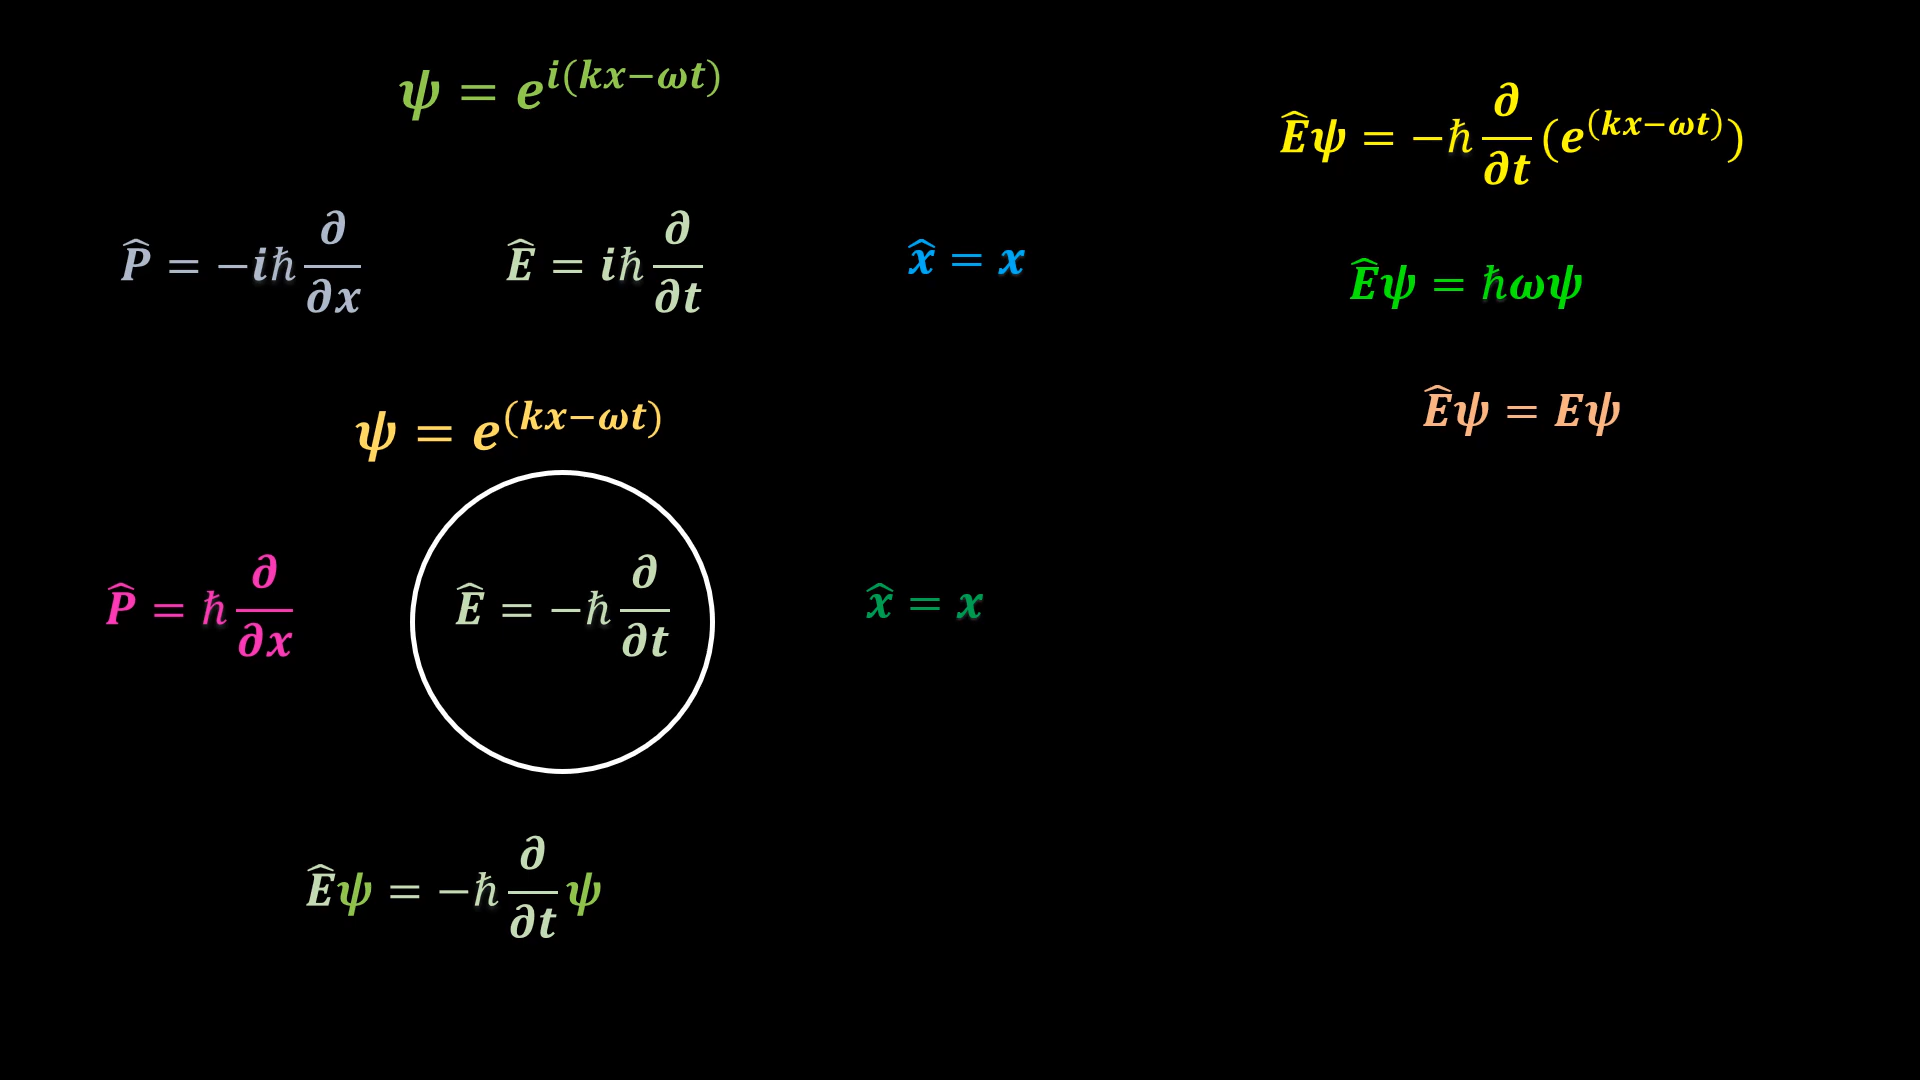 ψ = e^{i(kx−ωt)}
P̂ = −iħ ∂/∂x
Ê = iħ ∂/∂t
x̂ = x
ψ = e^{(kx−ωt)}
P̂ = ħ ∂/∂x
Ê = −ħ ∂/∂t
x̂ = x
Êψ = −ħ ∂/∂t ψ
Êψ = −ħ ∂/∂t (e^{(kx−ωt)})
Êψ = ħωψ
Êψ = Eψ